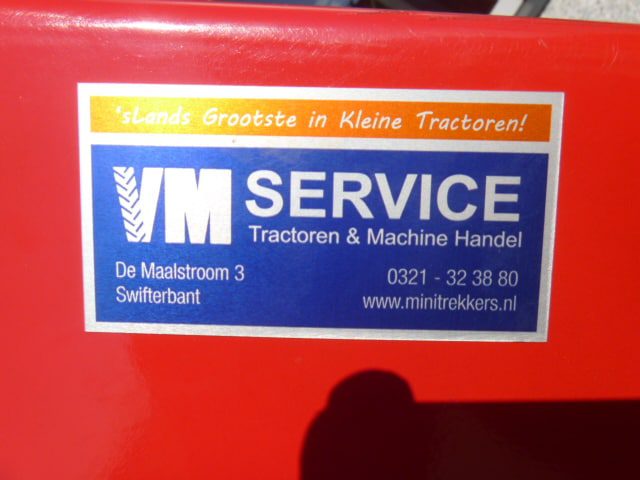 'sLands Grootste in Kleine Tractoren!
VM SERVICE
Tractoren & Machine Handel
De Maalstroom 3
Swifterbant
0321 - 32 38 80
www.minitrekkers.nl